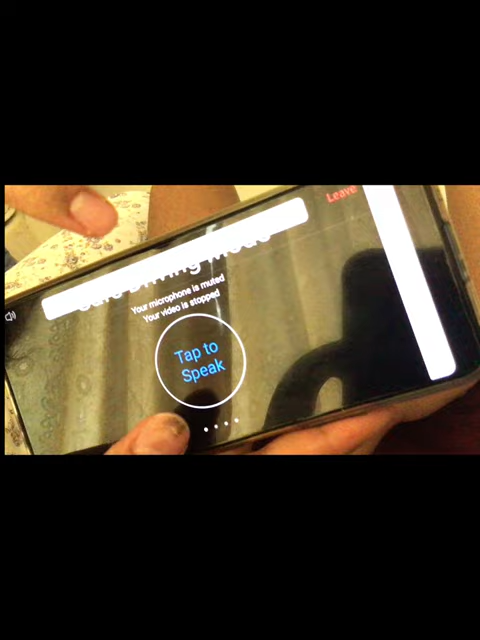 Leave
Safe Driving Mode
Your microphone is muted
Your video is stopped
Tap to
Speak